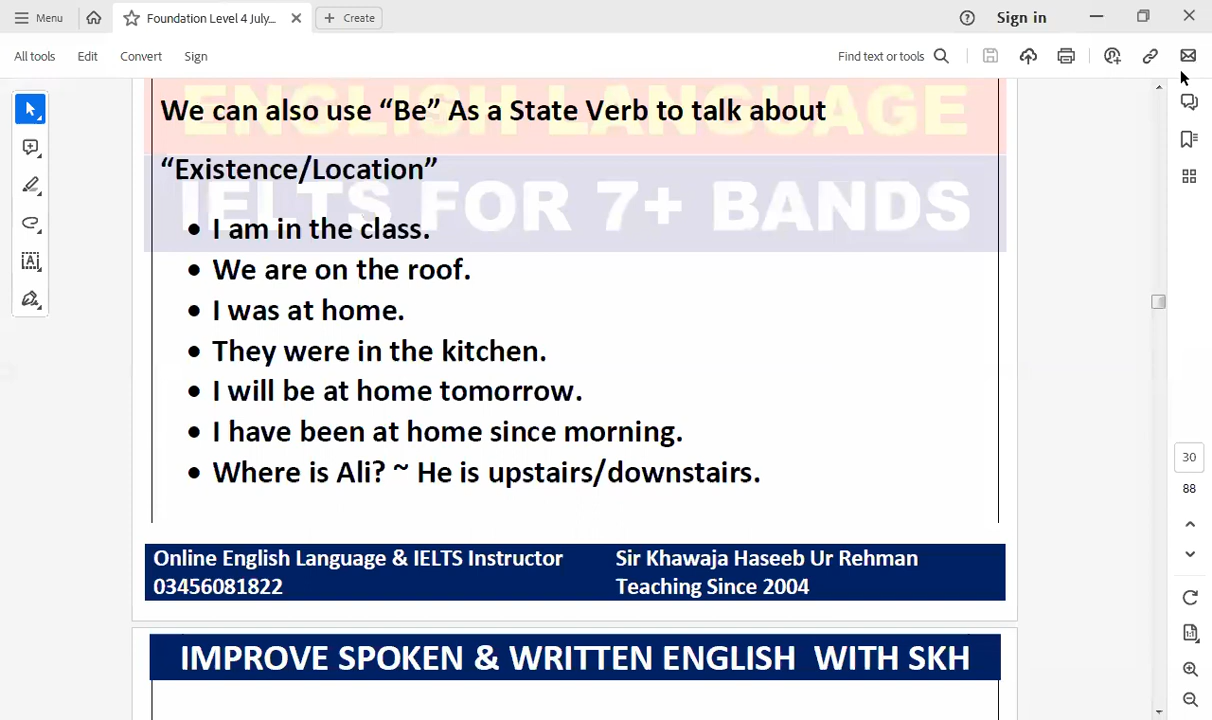 Menu
Foundation Level 4 July...
Create
Sign in
All tools
Edit
Convert
Sign
Find text or tools
ENGLISH LANGUAGE
We can also use “Be” As a State Verb to talk about
“Existence/Location”
IELTS FOR 7+ BANDS
• I am in the class.
• We are on the roof.
• I was at home.
• They were in the kitchen.
• I will be at home tomorrow.
• I have been at home since morning.
• Where is Ali? ~ He is upstairs/downstairs.
30
88
Online English Language & IELTS Instructor
Sir Khawaja Haseeb Ur Rehman
03456081822
Teaching Since 2004
IMPROVE SPOKEN & WRITTEN ENGLISH WITH SKH